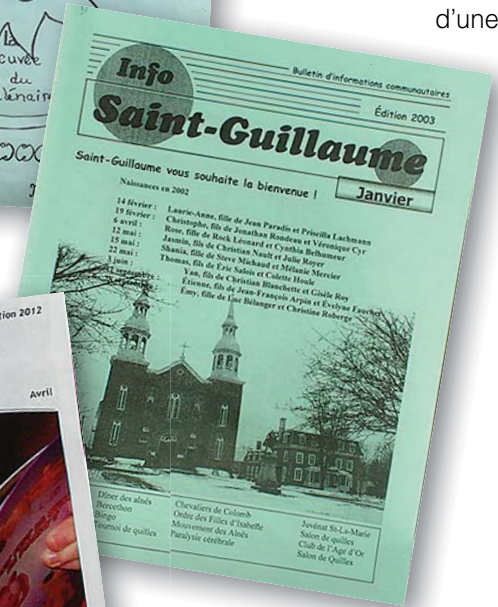 d'une
la
cuvée
du
Info
Saint-Guillaume
Bulletin d'informations communautaires
Édition 2003
Janvier
Saint-Guillaume vous souhaite la bienvenue !
Naissances en 2002
14 février : Laurie-Anne, fille de Jean Paradis et Priscilla Lachmann
19 février : Christophe, fils de Jonathan Rondeau et Véronique Cyr
6 avril : Rose, fille de Rock Léonard et Cynthia Belhumeur
12 mai : Jasmin, fils de Christian Nault et Julie Royer
15 mai : Shania, fille de Steve Michaud et Mélanie Mercier
22 mai : Thomas, fils de Éric Salois et Colette Houle
1 juin : Yan, fils de Christian Blanchette et Gisèle Roy
Étienne, fils de Jean-François Arpin et Évelyne Faucher
Émy, fille de Luc Bélanger et Christine Roberge
2012
Avril
Dîner des aînés
Bercethon
Bingo
Tournoi de quilles
Chevaliers de Colomb
Ordre des Filles d'Isabelle
Mouvement des Aînés
Paralysie cérébrale
Juvénat St-Ls-Marie
Salon de quilles
Club de l'Age d'Or
Salon de Quilles